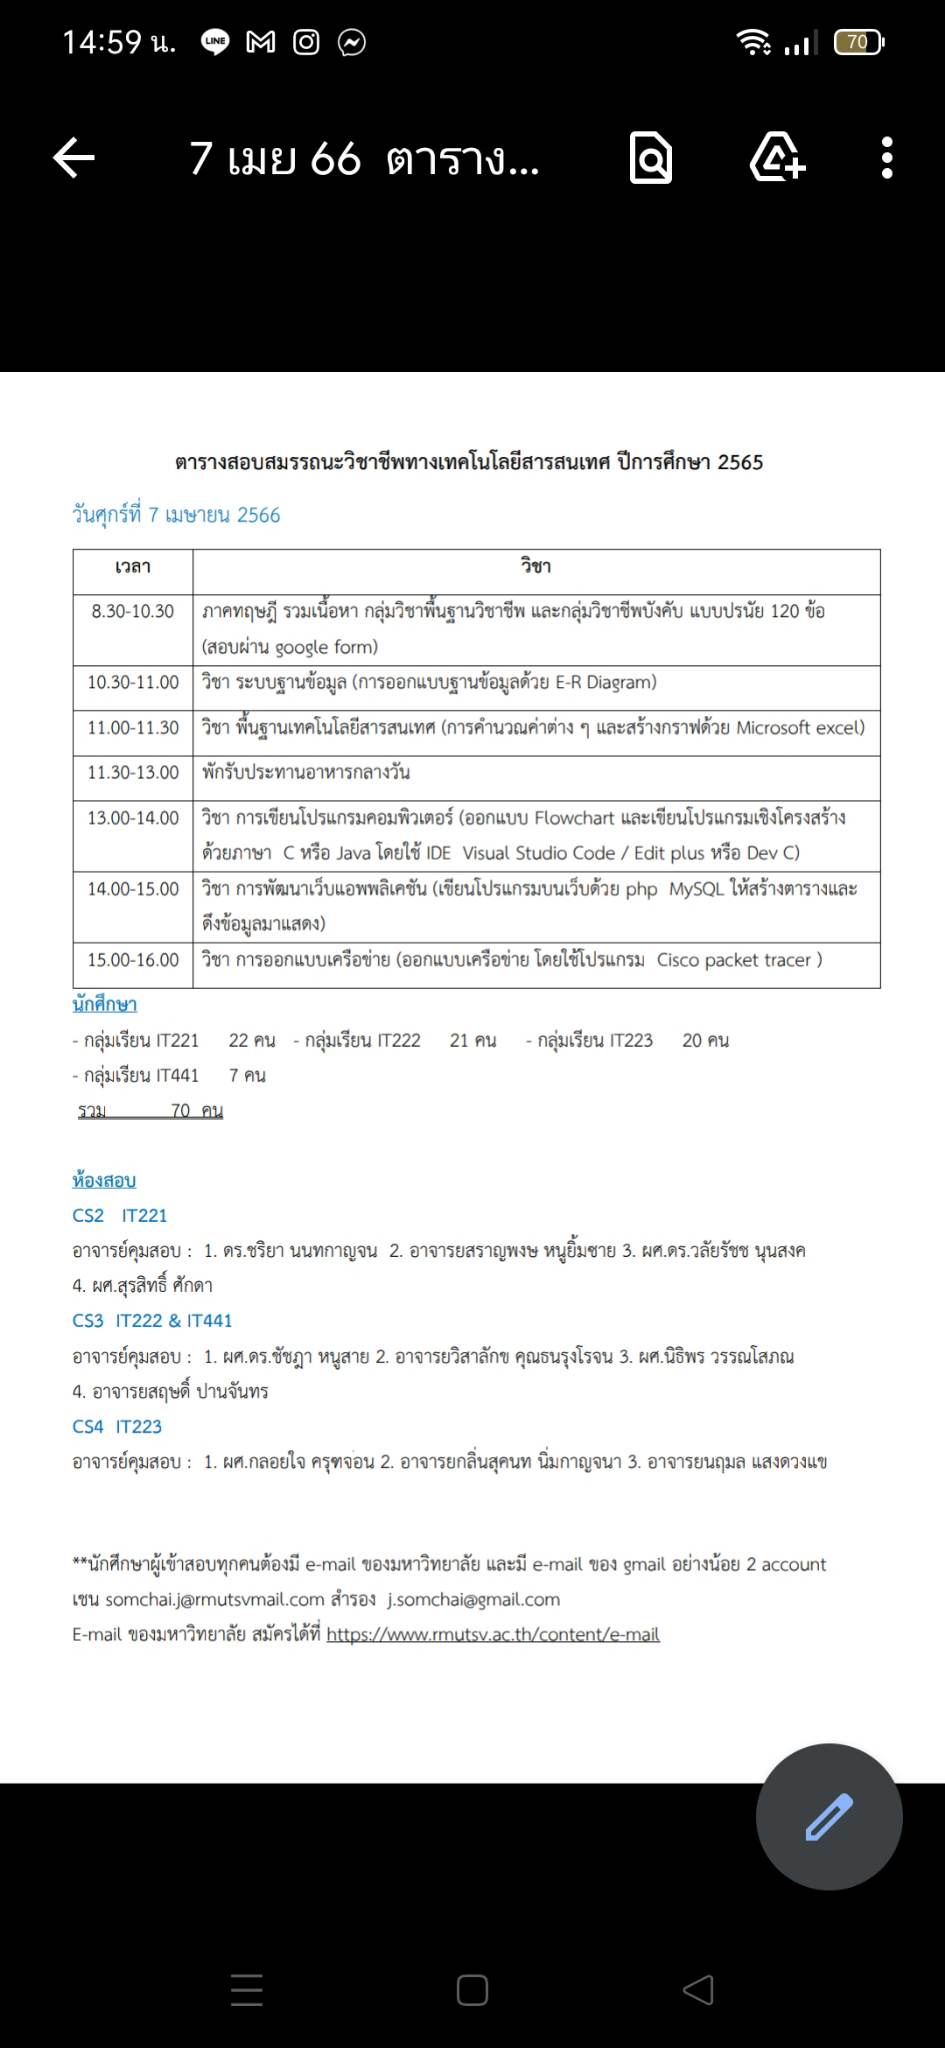 14:59 น. LINE 70
7 เมย 66 ตาราง...
ตารางสอบสมรรถนะวิชาชีพทางเทคโนโลยีสารสนเทศ ปีการศึกษา 2565
วันศุกร์ที่ 7 เมษายน 2566
เวลา วิชา
8.30-10.30 ภาคทฤษฎี รวมเนื้อหา กลุ่มวิชาพื้นฐานวิชาชีพ และกลุ่มวิชาชีพบังคับ แบบปรนัย 120 ข้อ
(สอบผ่าน google form)
10.30-11.00 วิชา ระบบฐานข้อมูล (การออกแบบฐานข้อมูลด้วย E-R Diagram)
11.00-11.30 วิชา พื้นฐานเทคโนโลยีสารสนเทศ (การคำนวณค่าต่าง ๆ และสร้างกราฟด้วย Microsoft excel)
11.30-13.00 พักรับประทานอาหารกลางวัน
13.00-14.00 วิชา การเขียนโปรแกรมคอมพิวเตอร์ (ออกแบบ Flowchart และเขียนโปรแกรมเชิงโครงสร้าง
ด้วยภาษา C หรือ Java โดยใช้ IDE Visual Studio Code / Edit plus หรือ Dev C)
14.00-15.00 วิชา การพัฒนาเว็บแอพพลิเคชัน (เขียนโปรแกรมบนเว็บด้วย php MySQL ให้สร้างตารางและ
ดึงข้อมูลมาแสดง)
15.00-16.00 วิชา การออกแบบเครือข่าย (ออกแบบเครือข่าย โดยใช้โปรแกรม Cisco packet tracer )
นักศึกษา
- กลุ่มเรียน IT221 22 คน - กลุ่มเรียน IT222 21 คน - กลุ่มเรียน IT223 20 คน
- กลุ่มเรียน IT441 7 คน
รวม 70 คน
ห้องสอบ
CS2 IT221
อาจารย์คุมสอบ : 1. ดร.ชริยา นนทกาญจน 2. อาจารยสราญพงษ หนูยิ้มซาย 3. ผศ.ดร.วลัยรัชช นุนสงค
4. ผศ.สุรสิทธิ์ ศักดา
CS3 IT222 & IT441
อาจารย์คุมสอบ : 1. ผศ.ดร.ชัชฎา หนูสาย 2. อาจารยวิสาลักข คุณธนรุงโรจน 3. ผศ.นิธิพร วรรณโสภณ
4. อาจารยสฤษดิ์ ปานจันทร
CS4 IT223
อาจารย์คุมสอบ : 1. ผศ.กลอยใจ ครุฑจอน 2. อาจารยกลิ่นสุคนท นิ่มกาญจนา 3. อาจารยนฤมล แสงดวงแข
**นักศึกษาผู้เข้าสอบทุกคนต้องมี e-mail ของมหาวิทยาลัย และมี e-mail ของ gmail อย่างน้อย 2 account
เชน somchai.j@rmutsvmail.com สำรอง j.somchai@gmail.com
E-mail ของมหาวิทยาลัย สมัครได้ที่ https://www.rmutsv.ac.th/content/e-mail